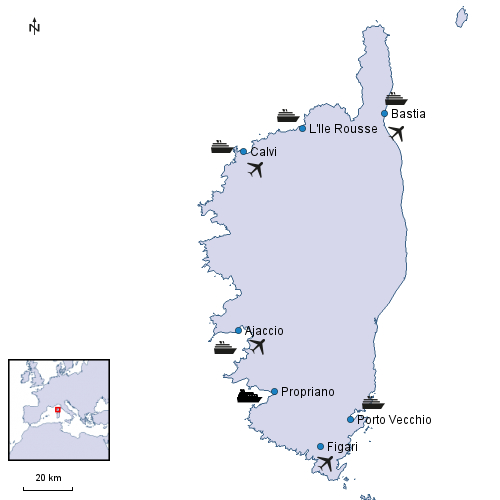 N
Bastia
L'Ile Rousse
Calvi
Ajaccio
Propriano
Porto Vecchio
Figari
20 km